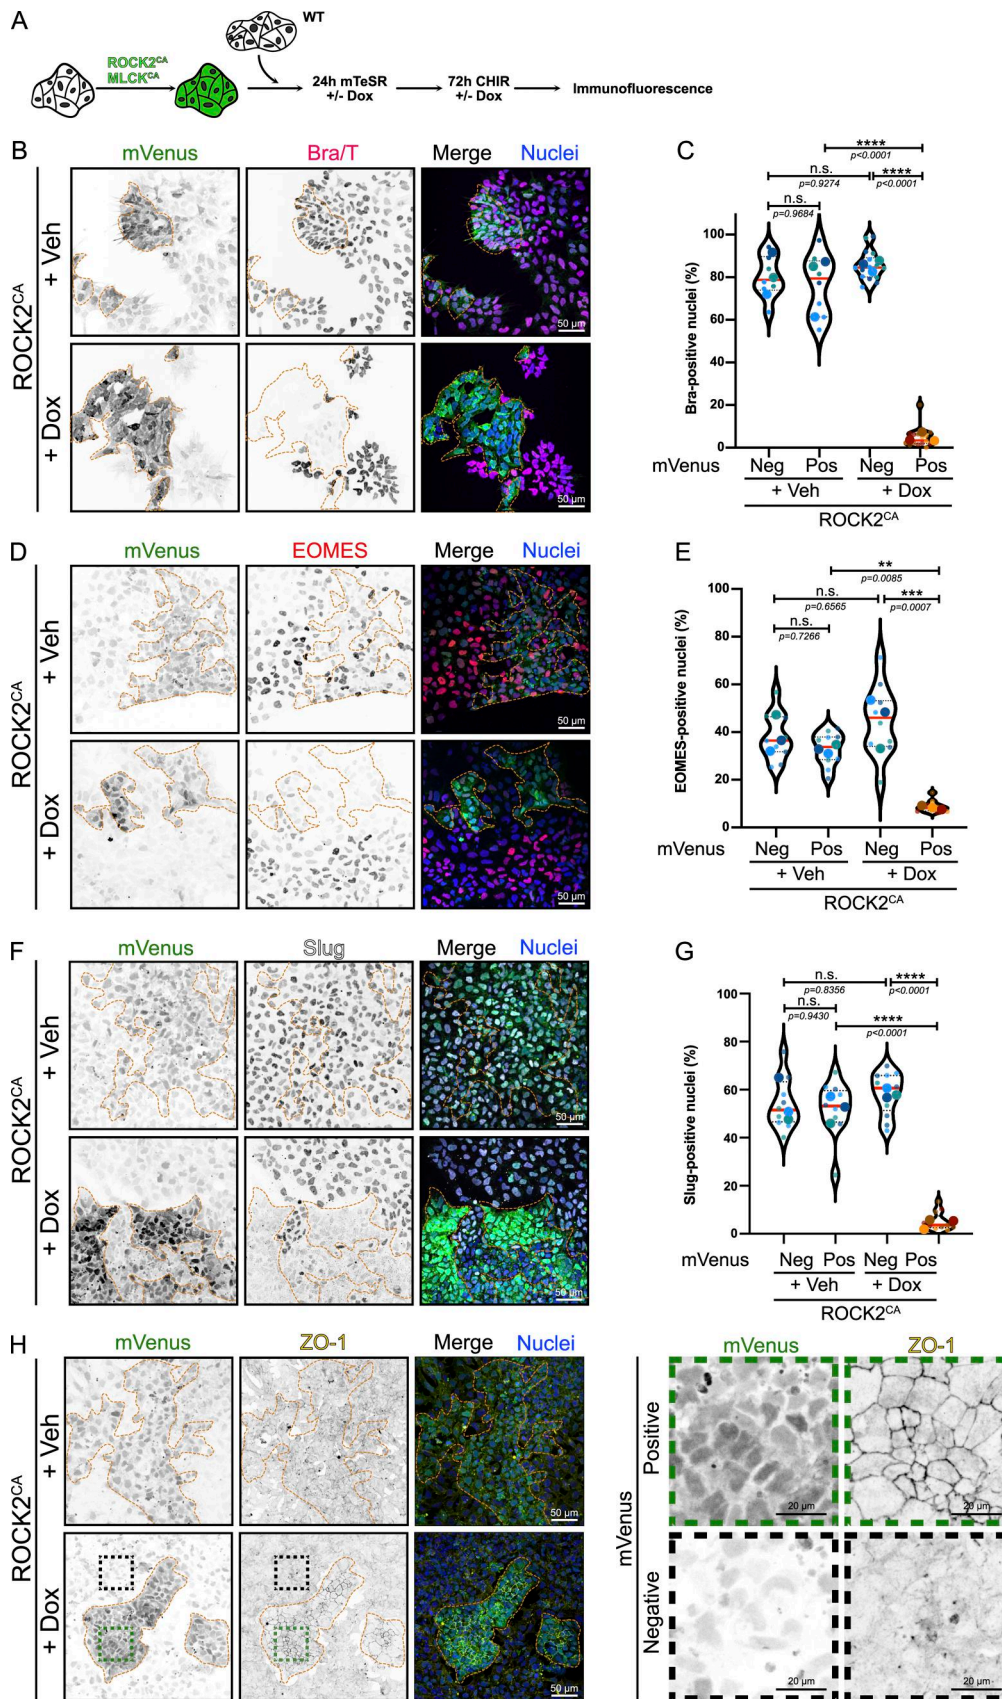 A
WT
ROCK2CA
MLCKCA
24h mTeSR
+/- Dox
72h CHIR
+/- Dox
Immunofluorescence
B
mVenus
Bra/T
Merge
Nuclei
ROCK2CA
+ Veh
50 µm
+ Dox
50 µm
C
****
p<0.0001
n.s.
p=0.9274
****
p<0.0001
n.s.
p=0.9684
Bra-positive nuclei (%)
100
80
60
40
20
0
mVenus
Neg
Pos
Neg
Pos
+ Veh
+ Dox
ROCK2CA
D
mVenus
EOMES
Merge
Nuclei
ROCK2CA
+ Veh
50 µm
+ Dox
50 µm
E
**
p=0.0085
n.s.
p=0.6565
***
p=0.0007
n.s.
p=0.7266
EOMES-positive nuclei (%)
100
80
60
40
20
0
mVenus
Neg
Pos
Neg
Pos
+ Veh
+ Dox
ROCK2CA
F
mVenus
Slug
Merge
Nuclei
ROCK2CA
+ Veh
50 µm
+ Dox
50 µm
G
n.s.
p=0.8356
****
p<0.0001
n.s.
p=0.9430
****
p<0.0001
Slug-positive nuclei (%)
100
80
60
40
20
0
mVenus
Neg
Pos
Neg
Pos
+ Veh
+ Dox
ROCK2CA
H
mVenus
ZO-1
Merge
Nuclei
ROCK2CA
+ Veh
50 µm
+ Dox
50 µm
mVenus
ZO-1
mVenus
Positive
20 µm
20 µm
Negative
20 µm
20 µm